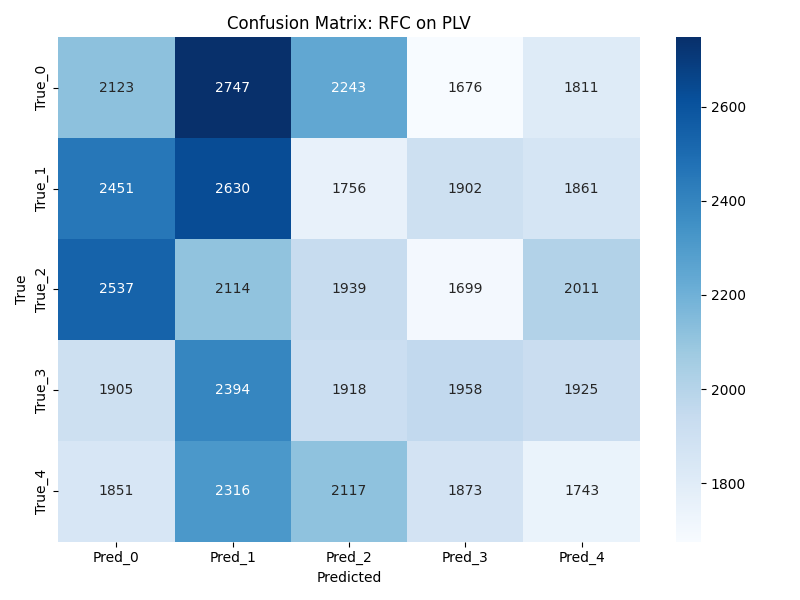 Confusion Matrix: RFC on PLV
True_0 2123 2747 2243 1676 1811
True_1 2451 2630 1756 1902 1861
True_2 2537 2114 1939 1699 2011
True_3 1905 2394 1918 1958 1925
True_4 1851 2316 2117 1873 1743
True
Pred_0 Pred_1 Pred_2 Pred_3 Pred_4
Predicted
2600
2400
2200
2000
1800